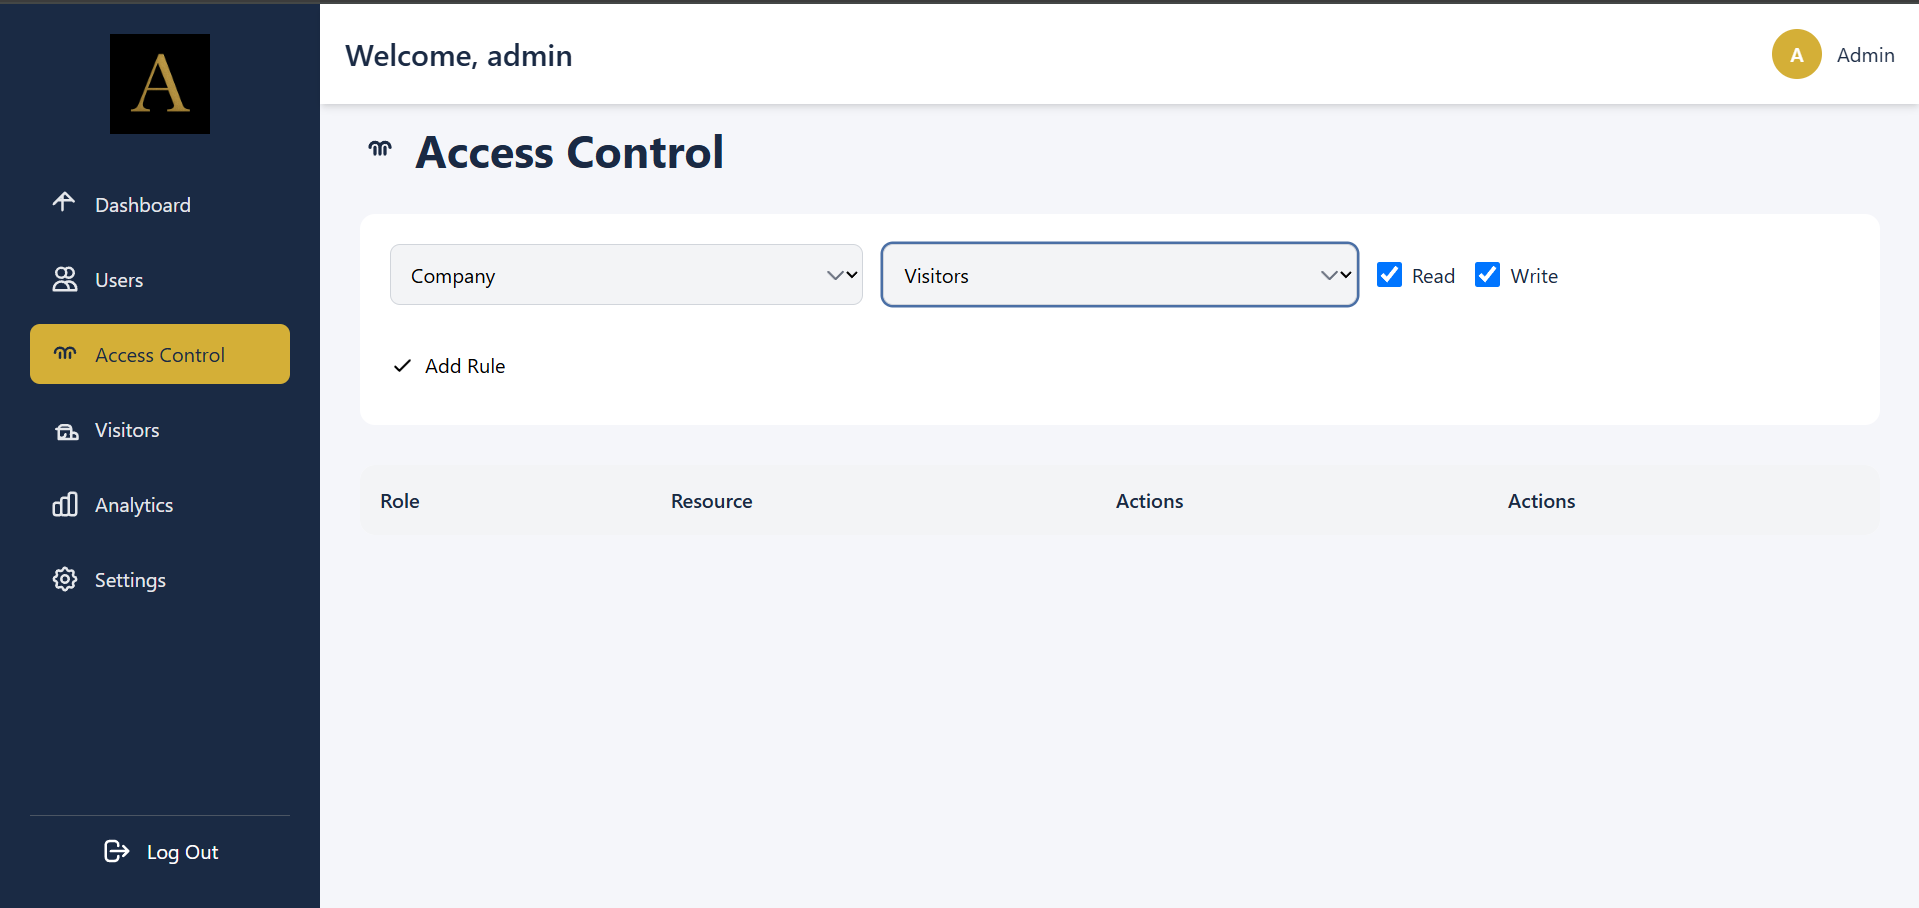 A
Dashboard
Users
Access Control
Visitors
Analytics
Settings
Log Out
Welcome, admin
A Admin
Access Control
Company
Visitors
Read
Write
Add Rule
Role Resource Actions Actions